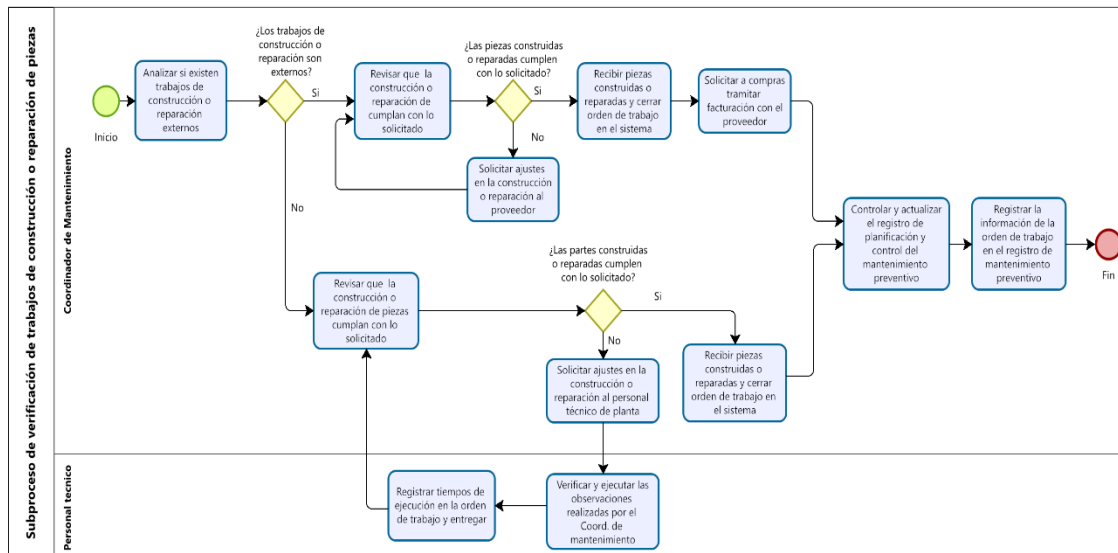 Subproceso de verificación de trabajos de construcción o reparación de piezas
Coordinador de Mantenimiento
Inicio
Analizar si existen
trabajos de
construcción o
reparación
externos
¿Los trabajos de
construcción o
reparación son
externos?
Si
No
Revisar que la
construcción o
reparación de
cumplan con lo
solicitado
¿Las piezas construidas
o reparadas cumplen
con lo solicitado?
Si
No
Solicitar ajustes
en la construcción
o reparación al
proveedor
Recibir piezas
construidas o
reparadas y cerrar
orden de trabajo
en el sistema
Solicitar a compras
tramitar
facturación con el
proveedor
Revisar que la
construcción o
reparación de piezas
cumplan con lo
solicitado
¿Las partes construidas
o reparadas cumplen
con lo solicitado?
Si
No
Solicitar ajustes en la
construcción o
reparación al personal
técnico de planta
Recibir piezas
construidas o
reparadas y cerrar
orden de trabajo en
el sistema
Controlar y actualizar
el registro de
planificación y
control del
mantenimiento
preventivo
Registrar la
información de la
orden de trabajo
en el registro de
mantenimiento
preventivo
Fin
Personal tecnico
Registrar tiempos de
ejecución en la orden
de trabajo y entregar
Verificar y ejecutar las
observaciones
realizadas por el
Coord. de
mantenimiento